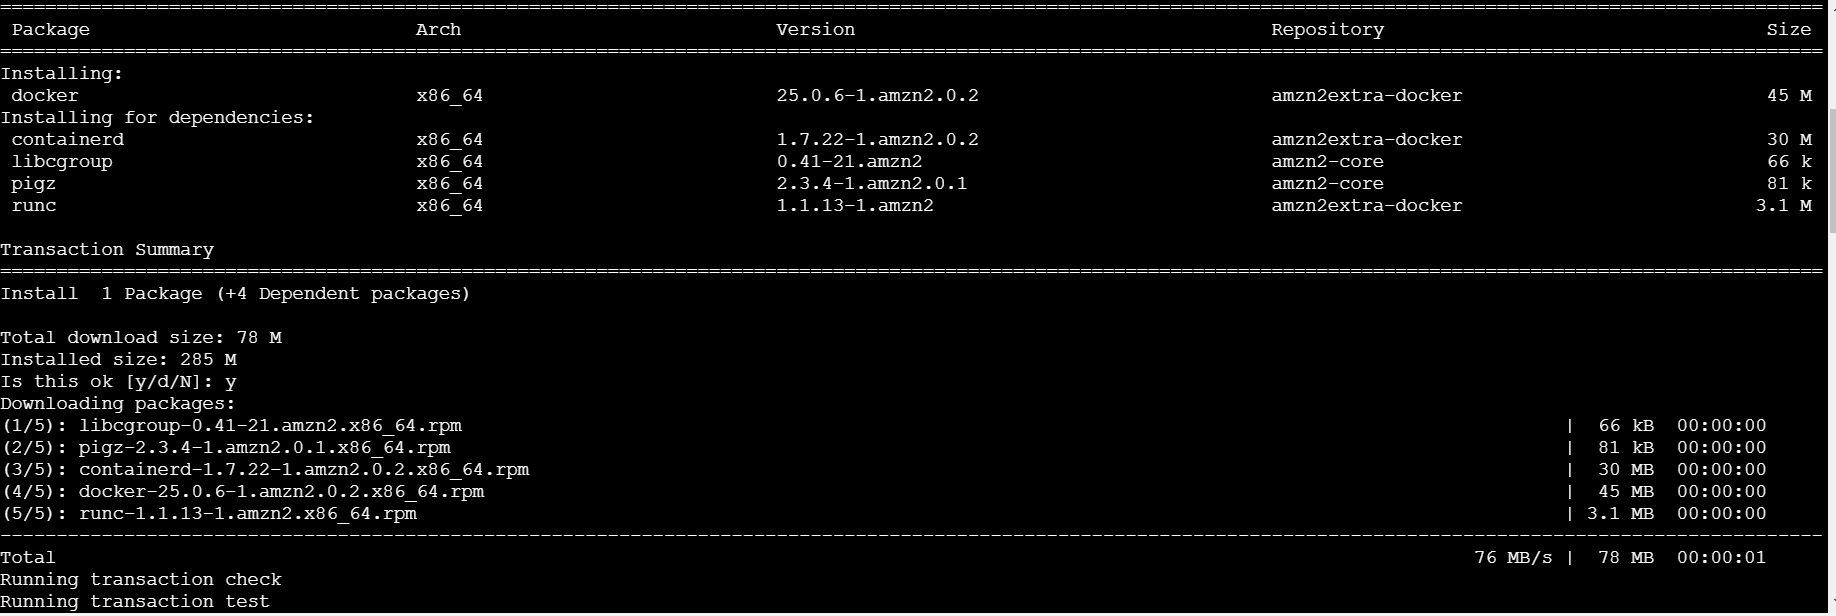 ================================================================================================================================================================
 Package                             Arch                            Version                                     Repository                                  Size
================================================================================================================================================================
Installing:
 docker                              x86_64                          25.0.6-1.amzn2.0.2                          amzn2extra-docker                           45 M
Installing for dependencies:
 containerd                          x86_64                          1.7.22-1.amzn2.0.2                          amzn2extra-docker                           30 M
 libcgroup                           x86_64                          0.41-21.amzn2                               amzn2-core                                  66 k
 pigz                                x86_64                          2.3.4-1.amzn2.0.1                           amzn2-core                                  81 k
 runc                                x86_64                          1.1.13-1.amzn2                              amzn2extra-docker                          3.1 M
Transaction Summary
================================================================================================================================================================
Install  1 Package (+4 Dependent packages)
Total download size: 78 M
Installed size: 285 M
Is this ok [y/d/N]: y
Downloading packages:
(1/5): libcgroup-0.41-21.amzn2.x86_64.rpm                                                                                  |  66 kB  00:00:00
(2/5): pigz-2.3.4-1.amzn2.0.1.x86_64.rpm                                                                                   |  81 kB  00:00:00
(3/5): containerd-1.7.22-1.amzn2.0.2.x86_64.rpm                                                                            |  30 MB  00:00:00
(4/5): docker-25.0.6-1.amzn2.0.2.x86_64.rpm                                                                                |  45 MB  00:00:00
(5/5): runc-1.1.13-1.amzn2.x86_64.rpm                                                                                      | 3.1 MB  00:00:00
----------------------------------------------------------------------------------------------------------------------------------------------------------------
Total                                                                                                              76 MB/s |  78 MB  00:00:01
Running transaction check
Running transaction test